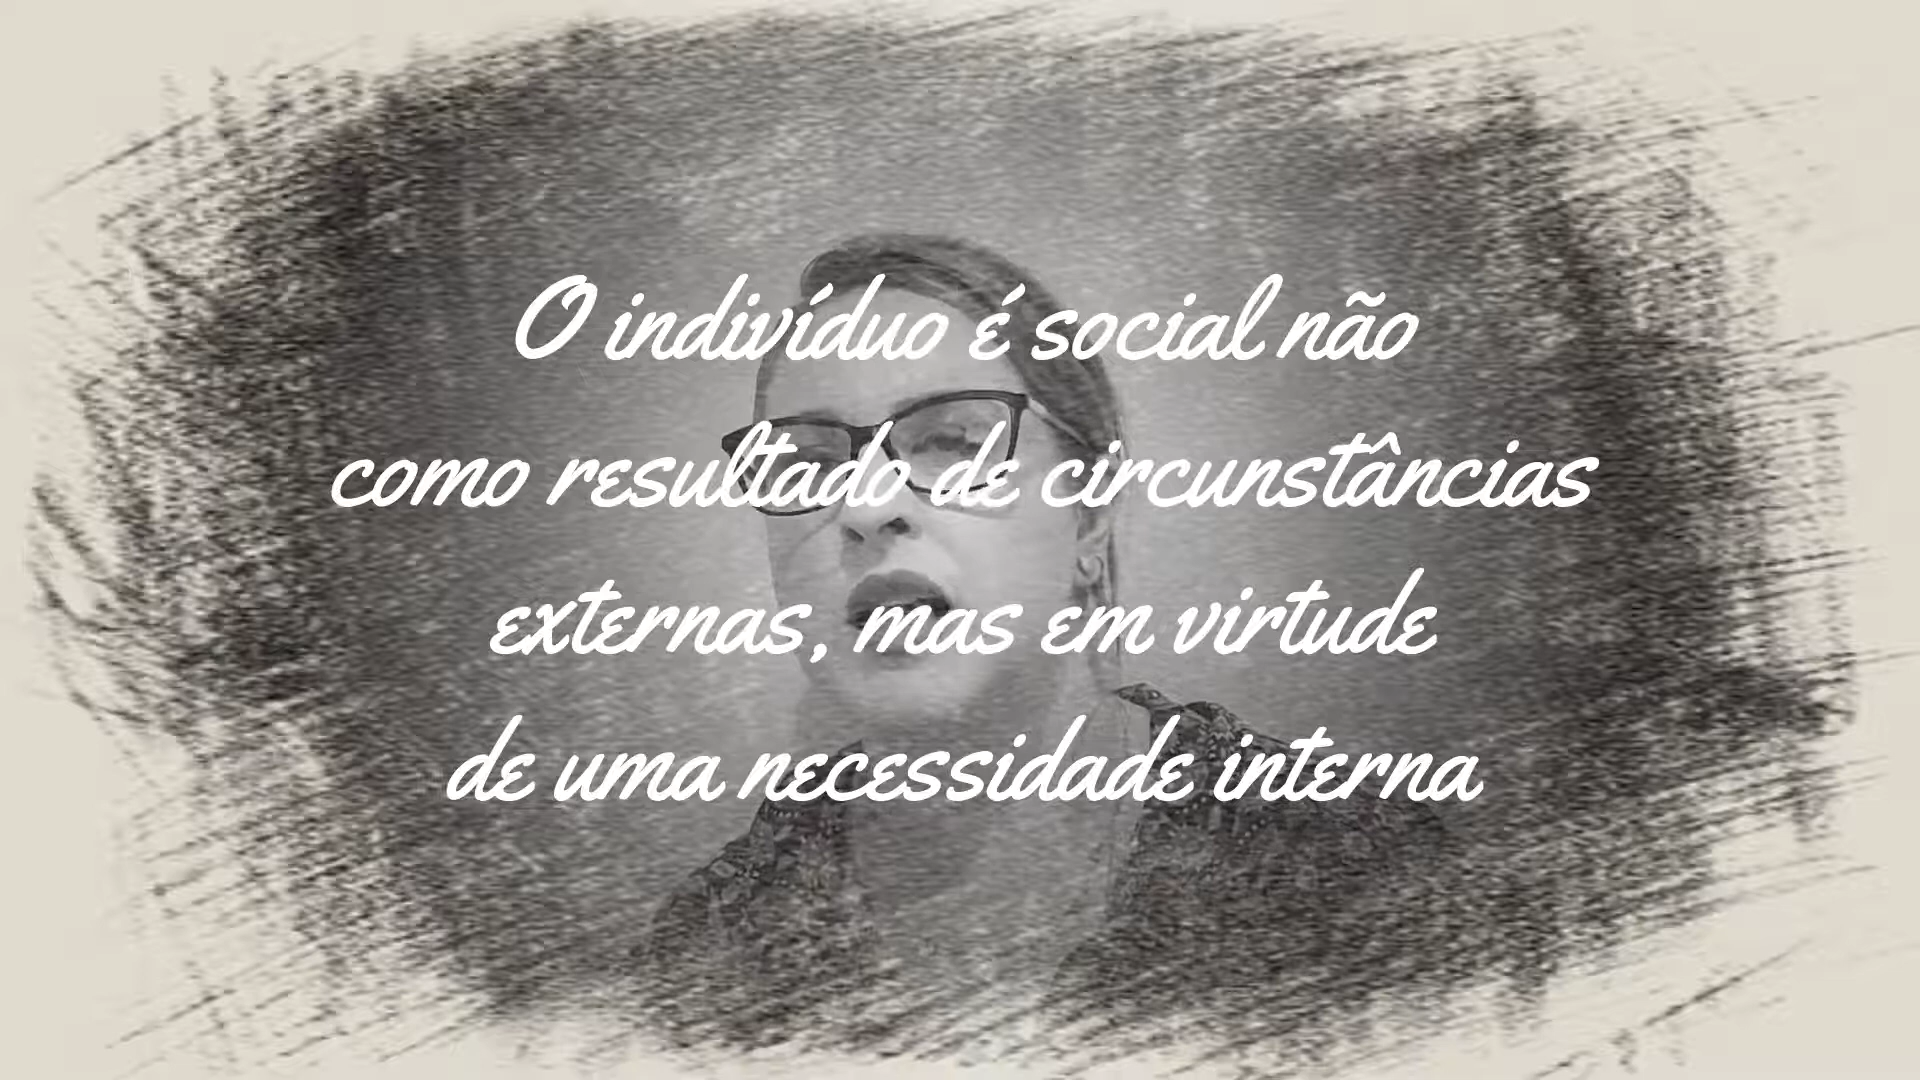 O indivíduo é social não
como resultado de circunstâncias
externas, mas em virtude
de uma necessidade interna